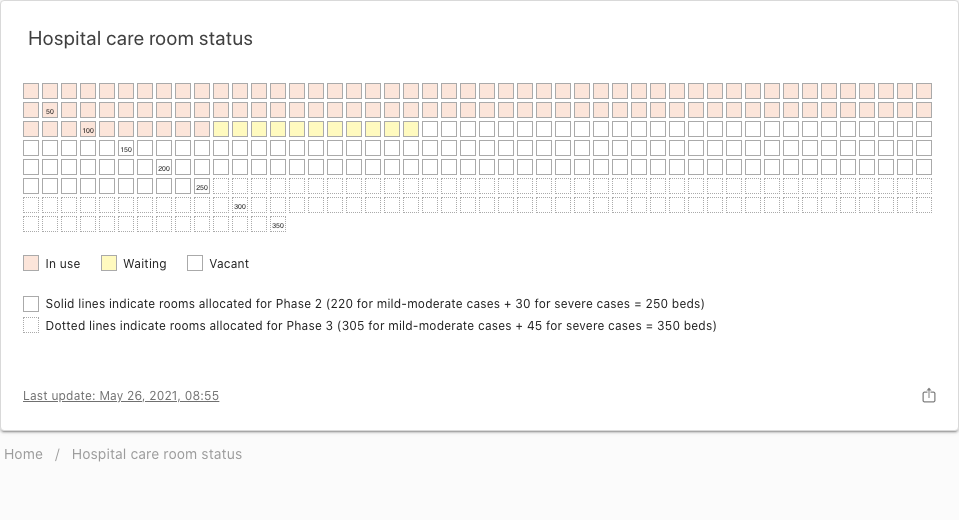 Hospital care room status
50
100
150
200
250
300
350
In use Waiting Vacant
Solid lines indicate rooms allocated for Phase 2 (220 for mild-moderate cases + 30 for severe cases = 250 beds)
Dotted lines indicate rooms allocated for Phase 3 (305 for mild-moderate cases + 45 for severe cases = 350 beds)
Last update: May 26, 2021, 08:55
Home / Hospital care room status